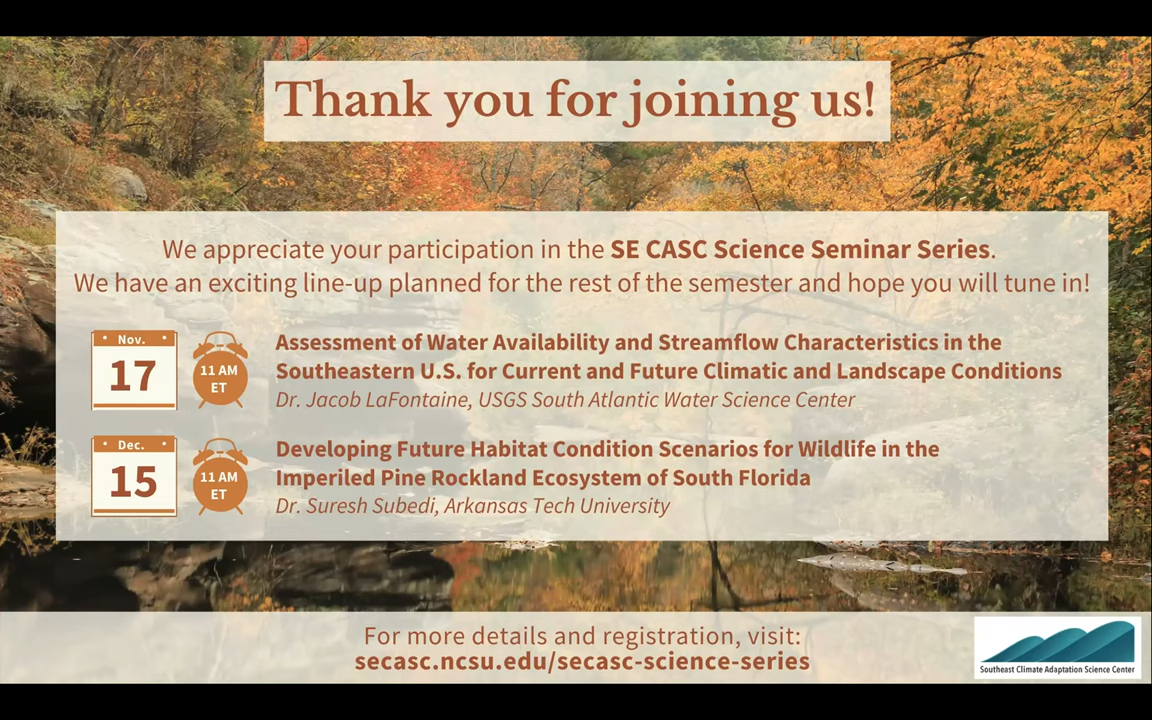 Thank you for joining us!
We appreciate your participation in the SE CASC Science Seminar Series.
We have an exciting line-up planned for the rest of the semester and hope you will tune in!
Nov.
17
11 AM
ET
Assessment of Water Availability and Streamflow Characteristics in the
Southeastern U.S. for Current and Future Climatic and Landscape Conditions
Dr. Jacob LaFontaine, USGS South Atlantic Water Science Center
Dec.
15
11 AM
ET
Developing Future Habitat Condition Scenarios for Wildlife in the
Imperiled Pine Rockland Ecosystem of South Florida
Dr. Suresh Subedi, Arkansas Tech University
For more details and registration, visit:
secasc.ncsu.edu/secasc-science-series
Southeast Climate Adaptation Science Center